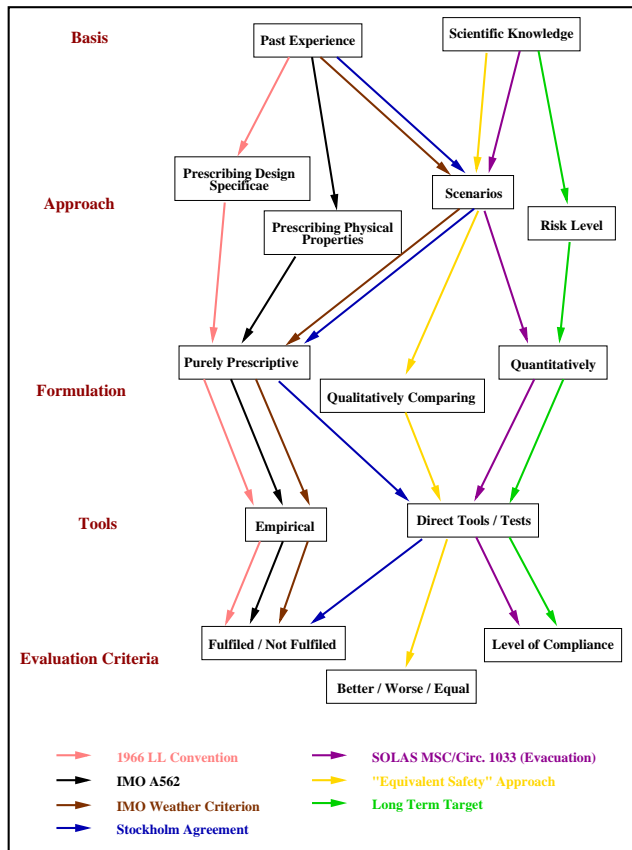 Basis
Past Experience
Scientific Knowledge
Prescribing Design
Specificae
Approach
Scenarios
Prescribing Physical
Properties
Risk Level
Purely Prescriptive
Quantitatively
Formulation
Qualitatively Comparing
Tools
Empirical
Direct Tools / Tests
Fulfiled / Not Fulfiled
Level of Compliance
Evaluation Criteria
Better / Worse / Equal
1966 LL Convention
SOLAS MSC/Circ. 1033 (Evacuation)
IMO A562
"Equivalent Safety" Approach
IMO Weather Criterion
Long Term Target
Stockholm Agreement